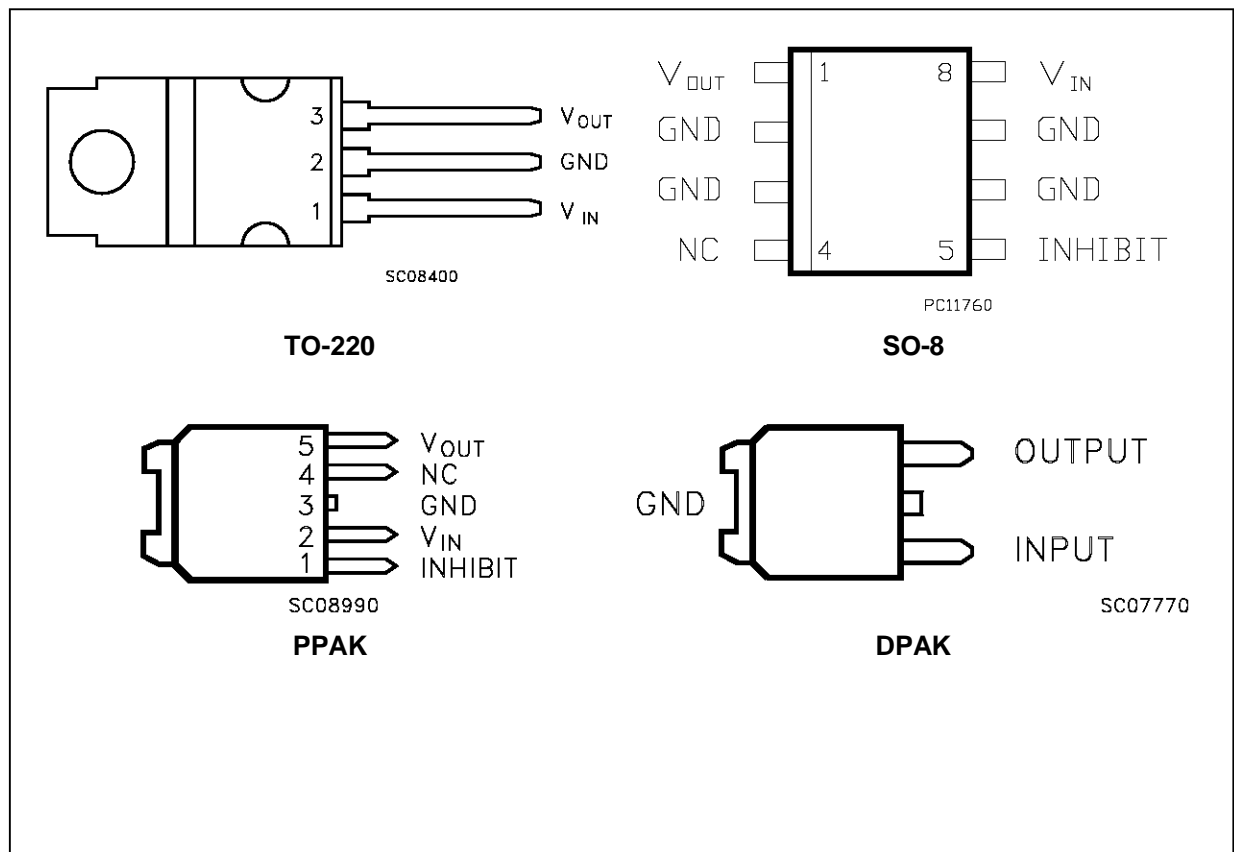 3 VOUT
2 GND
1 VIN
SC08400
TO-220
VOUT 1 8 VIN
GND GND
GND GND
NC 4 5 INHIBIT
PC11760
SO-8
5 VOUT
4 NC
3 GND
2 VIN
1 INHIBIT
SC08990
PPAK
OUTPUT
GND
INPUT
SC07770
DPAK